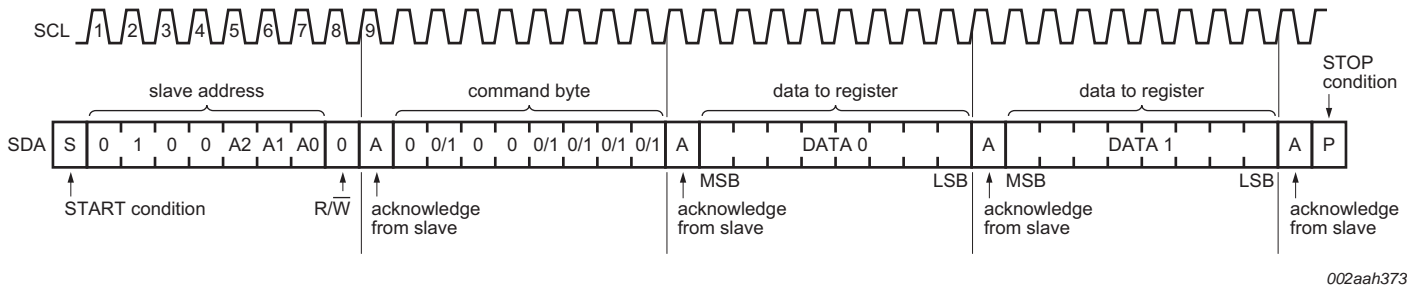 SCL 1 2 3 4 5 6 7 8 9
STOP
condition
slave address command byte data to register data to register
SDA S 0 1 0 0 A2 A1 A0 0 A 0 0/1 0 0 0/1 0/1 0/1 0/1 A DATA 0 A DATA 1 A P
MSB LSB MSB LSB
START condition R/W̅ acknowledge
from slave
acknowledge
from slave
acknowledge
from slave
acknowledge
from slave
002aah373